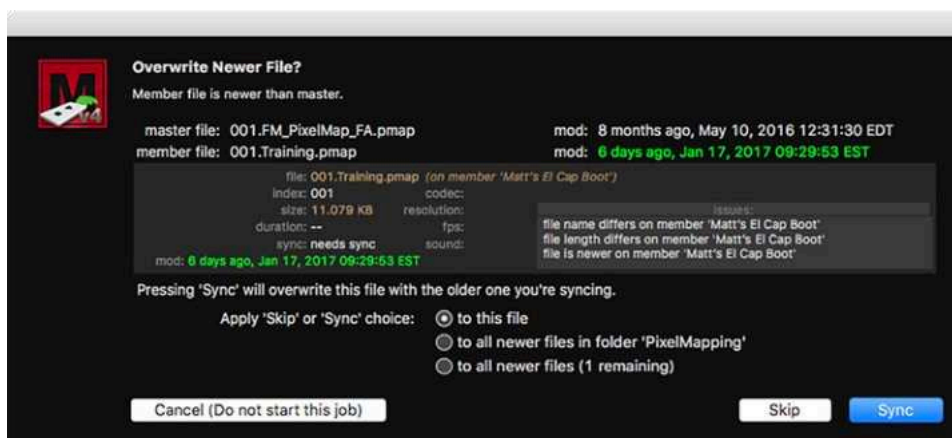 M
v4
Overwrite Newer File?
Member file is newer than master.
master file: 001.FM_PixelMap_FA.pmap mod: 8 months ago, May 10, 2016 12:31:30 EDT
member file: 001.Training.pmap mod: 6 days ago, Jan 17, 2017 09:29:53 EST
file: 001.Training.pmap (on member 'Matt's El Cap Boot')
index: 001 codec:
size: 11.079 KB resolution: issues:
duration: -- fps: file name differs on member 'Matt's El Cap Boot'
sync: needs sync sound: file length differs on member 'Matt's El Cap Boot'
mod: 6 days ago, Jan 17, 2017 09:29:53 EST file is newer on member 'Matt's El Cap Boot'
Pressing 'Sync' will overwrite this file with the older one you're syncing.
Apply 'Skip' or 'Sync' choice: to this file
to all newer files in folder 'PixelMapping'
to all newer files (1 remaining)
Cancel (Do not start this job) Skip Sync